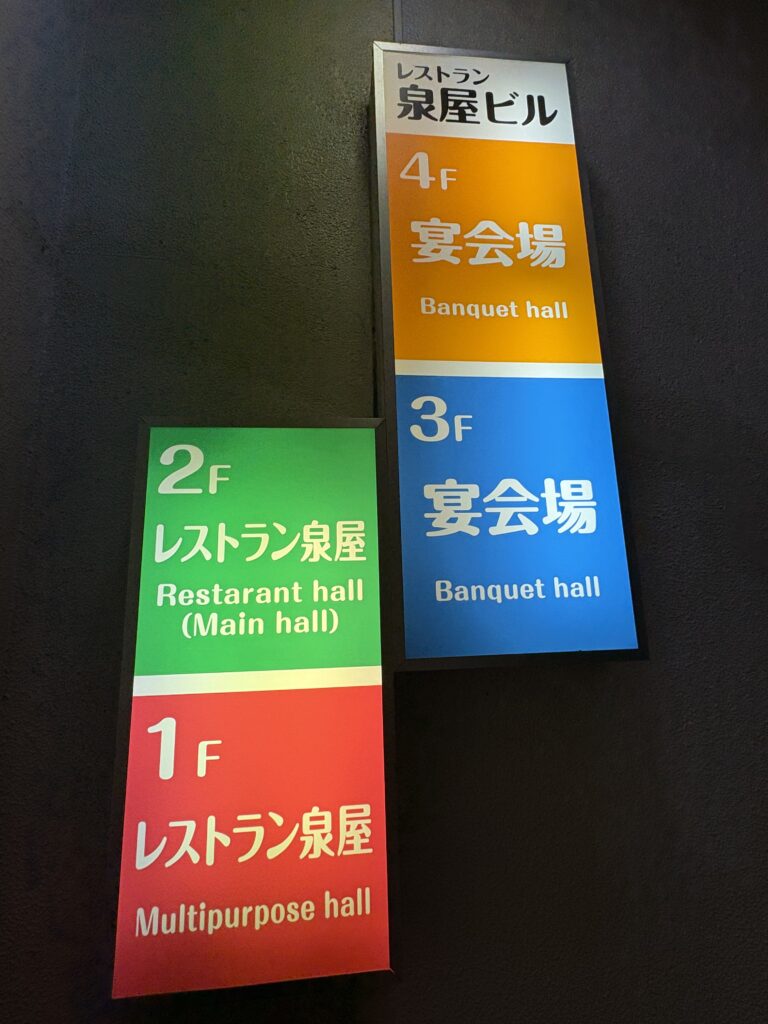 レストラン
泉屋ビル
4F
宴会場
Banquet hall
3F
宴会場
Banquet hall
2F
レストラン泉屋
Restarant hall
(Main hall)
1F
レストラン泉屋
Multipurpose hall